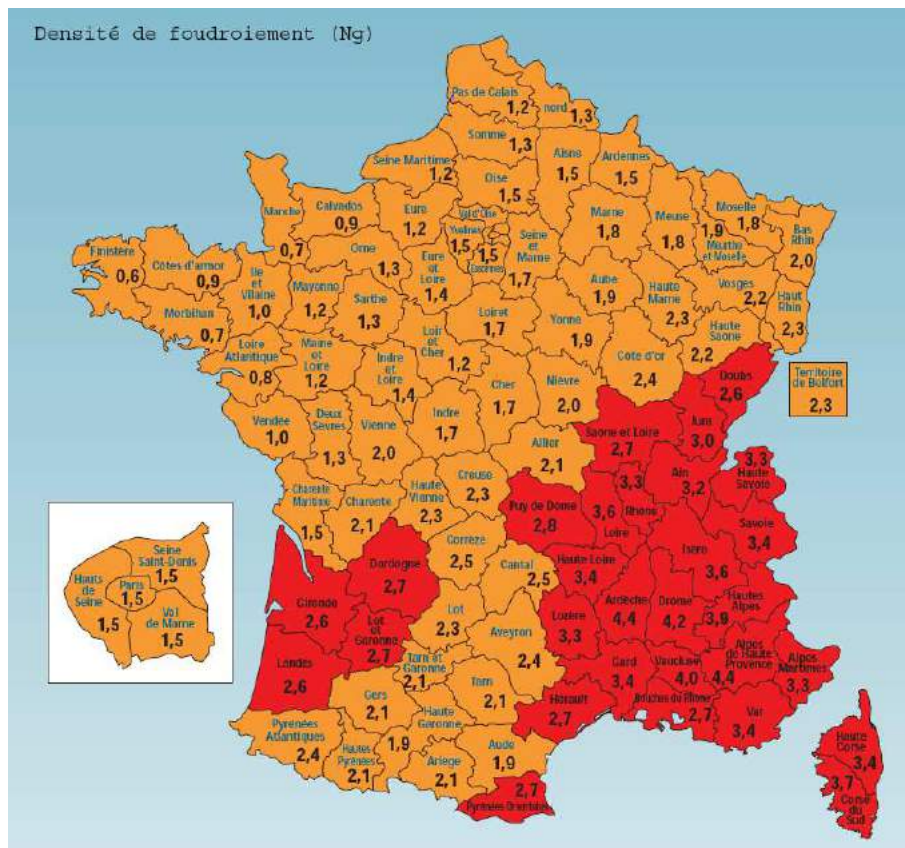 Densité de foudroiement (Ng)
Pas de Calais
1,2
nord
1,3
Somme
1,3
Seine Maritime
1,2
Oise
1,5
Aisne
1,5
Ardennes
1,5
Manche
0,7
Calvados
0,9
Eure
1,2
Val d'Oise
Yvelines
1,5
1,5
Essonnes
Seine
et
Marne
1,7
Marne
1,8
Meuse
1,8
Moselle
1,8
1,9
Meurthe
et Moselle
Bas
Rhin
2,0
Finistère
0,6
Côtes d'armor
0,9
Ile
et
Vilaine
1,0
Morbihan
0,7
Orne
1,3
Mayenne
1,2
Sarthe
1,3
Eure
et
Loire
1,4
Loiret
1,7
Aube
1,9
Haute
Marne
2,3
Vosges
2,2
Haut
Rhin
2,3
Yonne
1,9
Haute
Saone
2,2
Loire
Atlantique
0,8
Maine
et
Loire
1,2
Indre
et
Loire
1,4
Loir
et
Cher
1,2
Cher
1,7
Nièvre
2,0
Côte d'or
2,4
Doubs
2,6
Territoire
de Belfort
2,3
Vendée
1,0
Deux
Sèvres
1,3
Vienne
2,0
Indre
1,7
Allier
2,1
Saone et Loire
2,7
Jura
3,0
Charente
Maritime
1,5
Charente
2,1
Haute
Vienne
2,3
Creuse
2,3
Puy de Dome
2,8
3,6
Loire
3,3
Rhone
Ain
3,2
3,3
Haute
Savoie
Savoie
3,4
Corrèze
2,5
Cantal
2,5
Haute Loire
3,4
Isere
3,6
Dordogne
2,7
Gironde
2,6
Lot
et
Garonne
2,7
Lot
2,3
Aveyron
2,4
Lozère
3,3
Ardèche
4,4
Drome
4,2
Hautes
Alpes
3,9
Landes
2,6
Tarn et
Garonne
2,1
Tarn
2,1
Gard
3,4
Vaucluse
4,0
Alpes
de Haute
Provence
4,4
Alpes
Maritimes
3,3
Gers
2,1
Haute
Garonne
1,9
Hérault
2,7
Bouches du Rhone
2,7
Var
3,4
Pyrénées
Atlantiques
2,4
Hautes
Pyrénées
2,1
Ariège
2,1
Aude
1,9
2,7
Pyrénées Orientales
Haute
Corse
3,4
3,7
Corse
du
Sud
Seine
Saint-Denis
1,5
Hauts
de
Seine
1,5
Paris
1,5
Val
de Marne
1,5